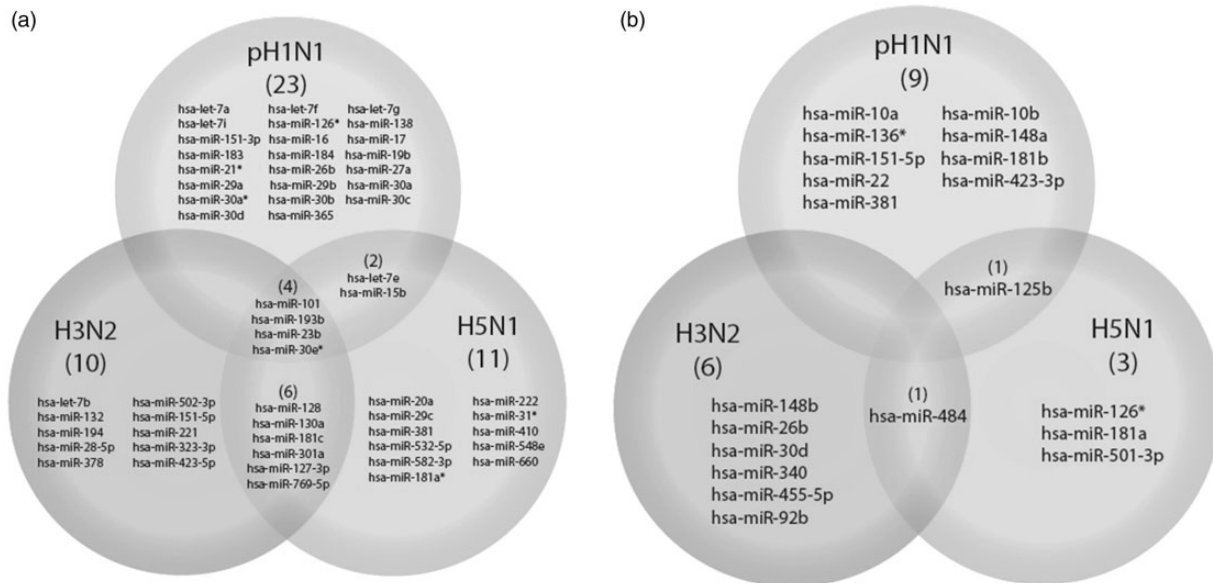 (a)
pH1N1
(23)
hsa-let-7a hsa-let-7f hsa-let-7g
hsa-let-7i hsa-miR-126* hsa-miR-138
hsa-miR-151-3p hsa-miR-16 hsa-miR-17
hsa-miR-183 hsa-miR-184 hsa-miR-19b
hsa-miR-21* hsa-miR-26b hsa-miR-27a
hsa-miR-29a hsa-miR-29b hsa-miR-30a
hsa-miR-30a* hsa-miR-30b hsa-miR-30c
hsa-miR-30d hsa-miR-365
(2)
hsa-let-7e
hsa-miR-15b
(4)
hsa-miR-101
hsa-miR-193b
hsa-miR-23b
hsa-miR-30e*
H3N2
(10)
hsa-let-7b hsa-miR-502-3p
hsa-miR-132 hsa-miR-151-5p
hsa-miR-194 hsa-miR-221
hsa-miR-28-5p hsa-miR-323-3p
hsa-miR-378 hsa-miR-423-5p
(6)
hsa-miR-128
hsa-miR-130a
hsa-miR-181c
hsa-miR-301a
hsa-miR-127-3p
hsa-miR-769-5p
H5N1
(11)
hsa-miR-20a hsa-miR-222
hsa-miR-29c hsa-miR-31*
hsa-miR-381 hsa-miR-410
hsa-miR-532-5p hsa-miR-548e
hsa-miR-582-3p hsa-miR-660
hsa-miR-181a*
(b)
pH1N1
(9)
hsa-miR-10a hsa-miR-10b
hsa-miR-136* hsa-miR-148a
hsa-miR-151-5p hsa-miR-181b
hsa-miR-22 hsa-miR-423-3p
hsa-miR-381
(1)
hsa-miR-125b
H3N2
(6)
hsa-miR-148b
hsa-miR-26b
hsa-miR-30d
hsa-miR-340
hsa-miR-455-5p
hsa-miR-92b
(1)
hsa-miR-484
H5N1
(3)
hsa-miR-126*
hsa-miR-181a
hsa-miR-501-3p